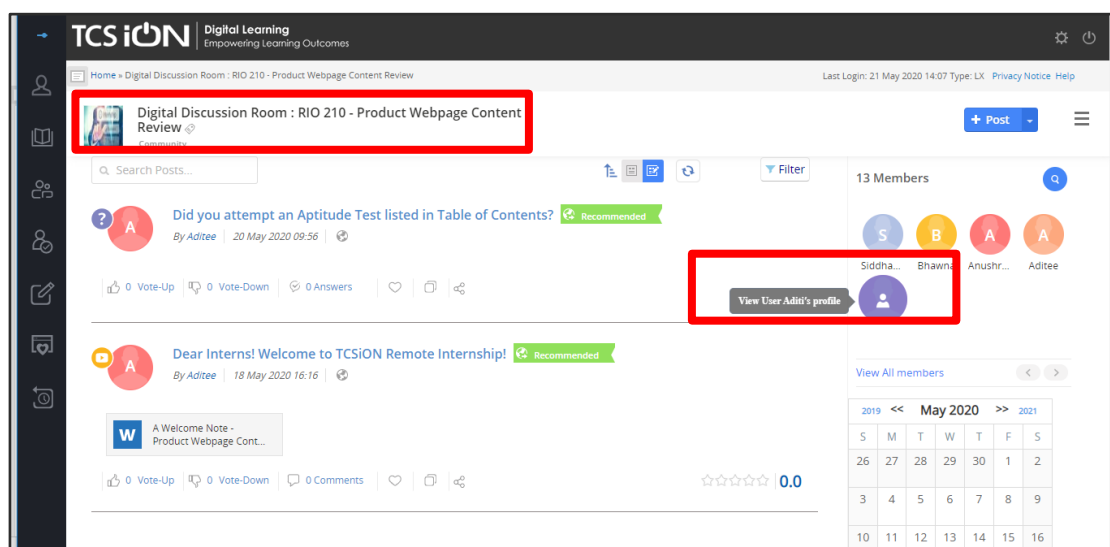 TCS iON Digital Learning
Empowering Learning Outcomes
Home » Digital Discussion Room : RIO 210 - Product Webpage Content Review
Last Login: 21 May 2020 14:07 Type: LX Privacy Notice Help
Digital Discussion Room : RIO 210 - Product Webpage Content
Review
Community
+ Post
Search Posts...
Filter
13 Members
? A
Did you attempt an Aptitude Test listed in Table of Contents? Recommended
By Aditee 20 May 2020 09:56
S B A A
Siddha... Bhawna Anushr... Aditee
0 Vote-Up 0 Vote-Down 0 Answers
View User Aditi's profile
A
Dear Interns! Welcome to TCSiON Remote Internship! Recommended
By Aditee 18 May 2020 16:16
View All members < >
W
A Welcome Note -
Product Webpage Cont...
0 Vote-Up 0 Vote-Down 0 Comments
0.0
2019 << May 2020 >> 2021
S M T W T F S
26 27 28 29 30 1 2
3 4 5 6 7 8 9
10 11 12 13 14 15 16